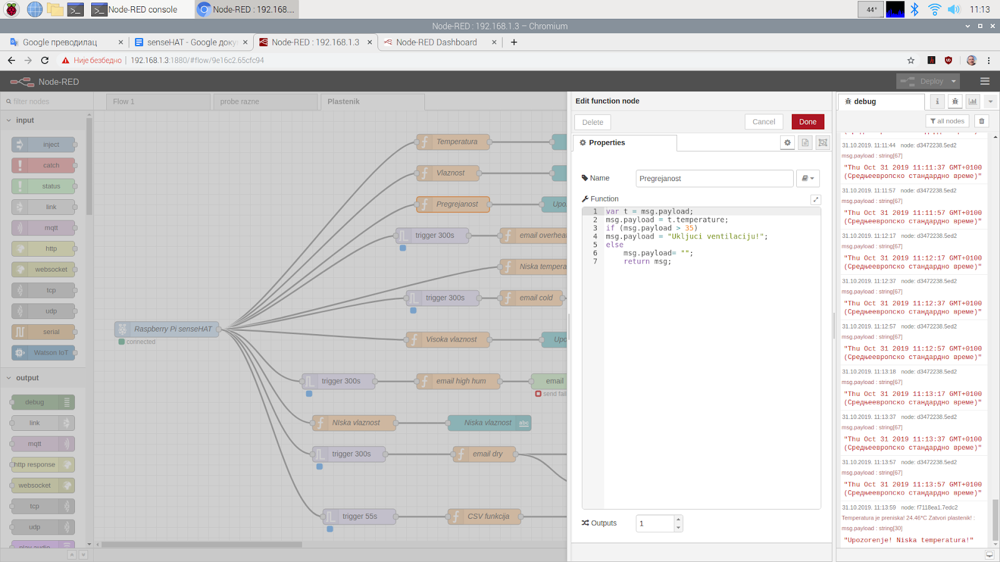 Node-RED console
Node-RED : 192.168....
44°
11:13
Node-RED : 192.168.1.3 – Chromium
Google преводилац
senseHAT - Google доку
Node-RED : 192.168.1.3
Node-RED Dashboard
Није безбедно
192.168.1.3:1880/#flow/9e16c2.65cfc94
Node-RED
Deploy
filter nodes
input
inject
catch
status
link
mqtt
http
websocket
tcp
udp
serial
Watson IoT
output
debug
link
mqtt
http response
websocket
tcp
udp
play audio
Flow 1
probe razne
Plastenik
Temperatura
Vlaznost
Pregrejanost
Upo
trigger 300s
email overhea
Niska tempera
trigger 300s
email cold
Raspberry Pi senseHAT
connected
Visoka vlaznost
Upo
trigger 300s
email high hum
email
send fail
NIska vlaznost
Niska vlaznost
abc
trigger 300s
email dry
trigger 55s
CSV funkcija
Edit function node
Delete
Cancel
Done
Properties
Name
Pregrejanost
Function
1 var t = msg.payload;
2 msg.payload = t.temperature;
3 if (msg.payload > 35)
4 msg.payload = "Ukljuci ventilaciju!";
5 else
6     msg.payload= "";
7     return msg;
Outputs
1
debug
i
all nodes
31.10.2019. 11:11:44 node: d3472238.5ed2
msg.payload : string[67]
"Thu Oct 31 2019 11:11:37 GMT+0100
(Средњеевропско стандардно време)"
31.10.2019. 11:11:57 node: d3472238.5ed2
msg.payload : string[67]
"Thu Oct 31 2019 11:11:57 GMT+0100
(Средњеевропско стандардно време)"
31.10.2019. 11:12:17 node: d3472238.5ed2
msg.payload : string[67]
"Thu Oct 31 2019 11:12:17 GMT+0100
(Средњеевропско стандардно време)"
31.10.2019. 11:12:37 node: d3472238.5ed2
msg.payload : string[67]
"Thu Oct 31 2019 11:12:37 GMT+0100
(Средњеевропско стандардно време)"
31.10.2019. 11:12:57 node: d3472238.5ed2
msg.payload : string[67]
"Thu Oct 31 2019 11:12:57 GMT+0100
(Средњеевропско стандардно време)"
31.10.2019. 11:13:18 node: d3472238.5ed2
msg.payload : string[67]
"Thu Oct 31 2019 11:13:17 GMT+0100
(Средњеевропско стандардно време)"
31.10.2019. 11:13:37 node: d3472238.5ed2
msg.payload : string[67]
"Thu Oct 31 2019 11:13:37 GMT+0100
(Средњеевропско стандардно време)"
31.10.2019. 11:13:57 node: d3472238.5ed2
msg.payload : string[67]
"Thu Oct 31 2019 11:13:57 GMT+0100
(Средњеевропско стандардно време)"
31.10.2019. 11:13:59 node: f7118ea1.7edc2
Temperatura je preniska! 24.46*C Zatvori plastenik! :
msg.payload : string[30]
"Upozorenje! Niska temperatura!"